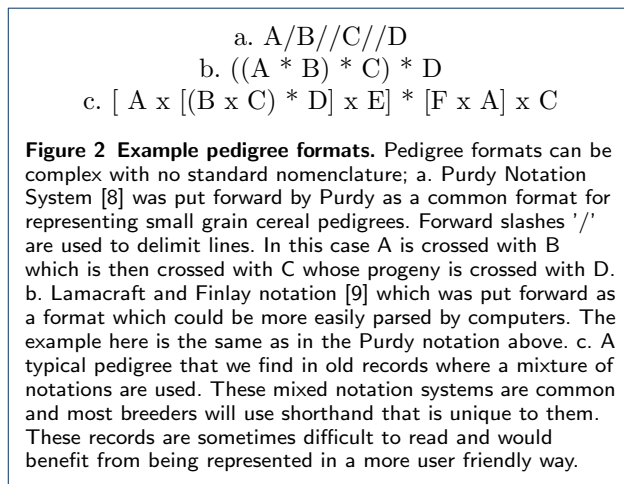 a. A/B//C//D
b. ((A * B) * C) * D
c. [ A x [(B x C) * D] x E] * [F x A] x C
Figure 2 Example pedigree formats. Pedigree formats can be
complex with no standard nomenclature; a. Purdy Notation
System [8] was put forward by Purdy as a common format for
representing small grain cereal pedigrees. Forward slashes '/'
are used to delimit lines. In this case A is crossed with B
which is then crossed with C whose progeny is crossed with D.
b. Lamacraft and Finlay notation [9] which was put forward as
a format which could be more easily parsed by computers. The
example here is the same as in the Purdy notation above. c. A
typical pedigree that we find in old records where a mixture of
notations are used. These mixed notation systems are common
and most breeders will use shorthand that is unique to them.
These records are sometimes difficult to read and would
benefit from being represented in a more user friendly way.